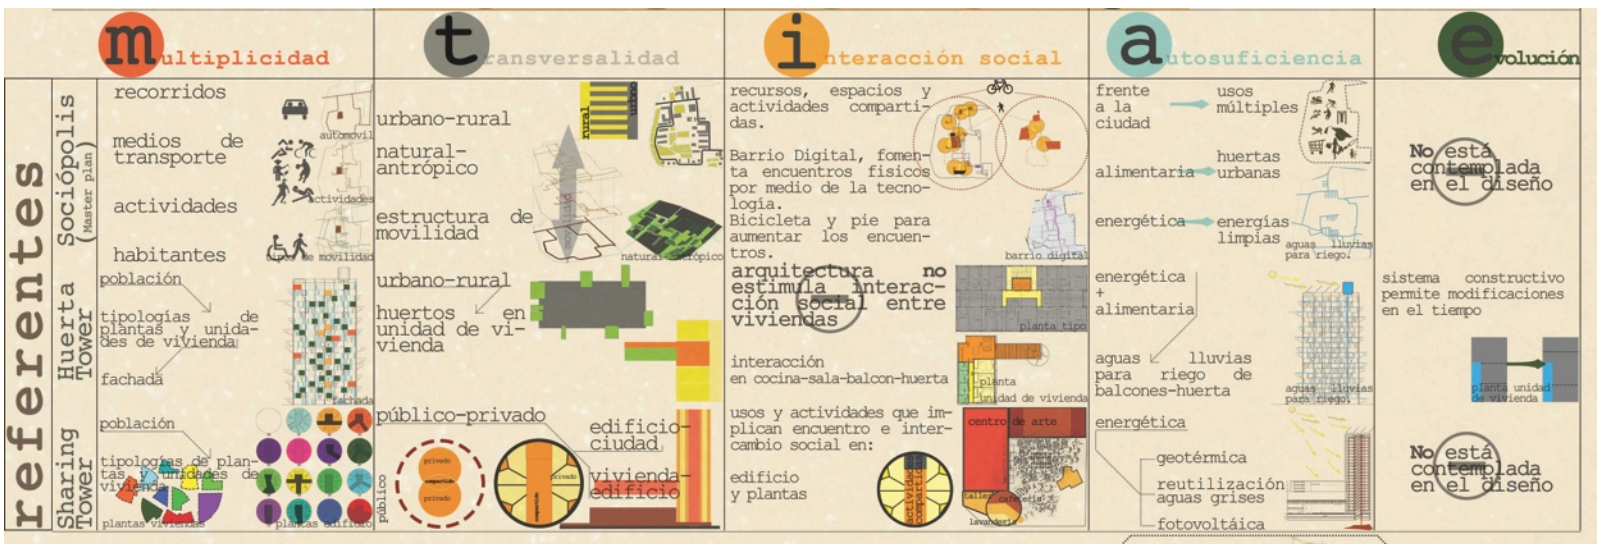 multiplicidad
transversalidad
interacción social
autosuficiencia
evolución
referentes
Sociópolis
(Master plan)
recorridos
medios de
transporte
actividades
habitantes
automovil
actividades
tipos de movilidad
urbano-rural
natural-
antrópico
estructura de
movilidad
rural
urbano
movilidad
natural-antrópico
recursos, espacios y
actividades comparti-
das.
Barrio Digital, fomen-
ta encuentros físicos
por medio de la tecno-
logía.
Bicicleta y pie para
aumentar los encuen-
tros.
barrio digital
frente
a la
ciudad
usos
múltiples
alimentaria
huertas
urbanas
energética
energías
limpias
aguas lluvias
para riego.
No está
contemplada
en el diseño
Huerta
Tower
población
tipologías de
plantas y unida-
des de vivienda
fachada
fachada
urbano-rural
huertos en
unidad de vi-
vienda
arquitectura no
estimula interac-
ción social entre
viviendas
interacción
en cocina-sala-balcon-huerta
planta tipo
planta
unidad de vivienda
energética
+
alimentaria
aguas lluvias
para riego de
balcones-huerta
aguas lluvias
para riego.
sistema constructivo
permite modificaciones
en el tiempo
planta unidad
de vivienda
Sharing
Tower
población
tipologías de plan-
tas y unidades de
vivienda
plantas viviendas
plantas edificio
público-privado
público
privado
compartido
privado
compartido
privado
edificio-
ciudad
vivienda-
edificio
usos y actividades que im-
plican encuentro e inter-
cambio social en:
edificio
y plantas
actividad
compartida
centro de arte
taller
cafetería
lavandería
energética
geotérmica
reutilización
aguas grises
fotovoltáica
No está
contemplada
en el diseño